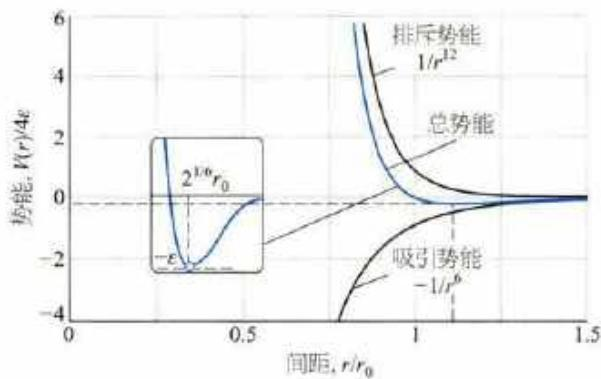 6
4
2
0
−2
−4
势能, V(r)/4ε
排斥势能
1/r¹²
总势能
2^{1/6}r₀
−ε
吸引势能
−1/r⁶
0
0.5
1
1.5
间距, r/r₀